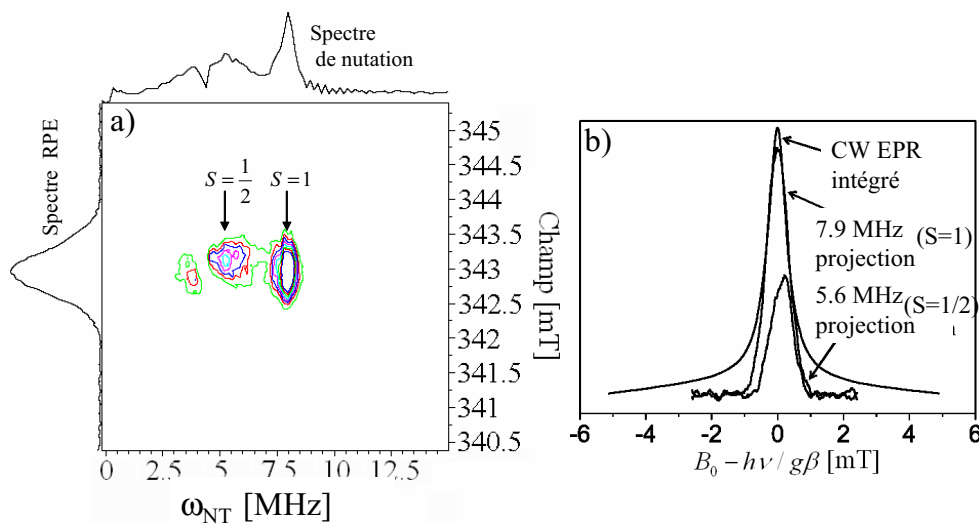 Spectre
de nutation
a)
Spectre RPE
S = 1/2
S = 1
345
344.5
344
343.5
343
342.5
342
341.5
341
340.5
Champ [mT]
0 2.5 5 7.5 10 12.5
ωNT [MHz]
b)
CW EPR
intégré
7.9 MHz (S=1)
projection
5.6 MHz (S=1/2)
projection
-6 -4 -2 0 2 4 6
B0 – hν / gβ [mT]